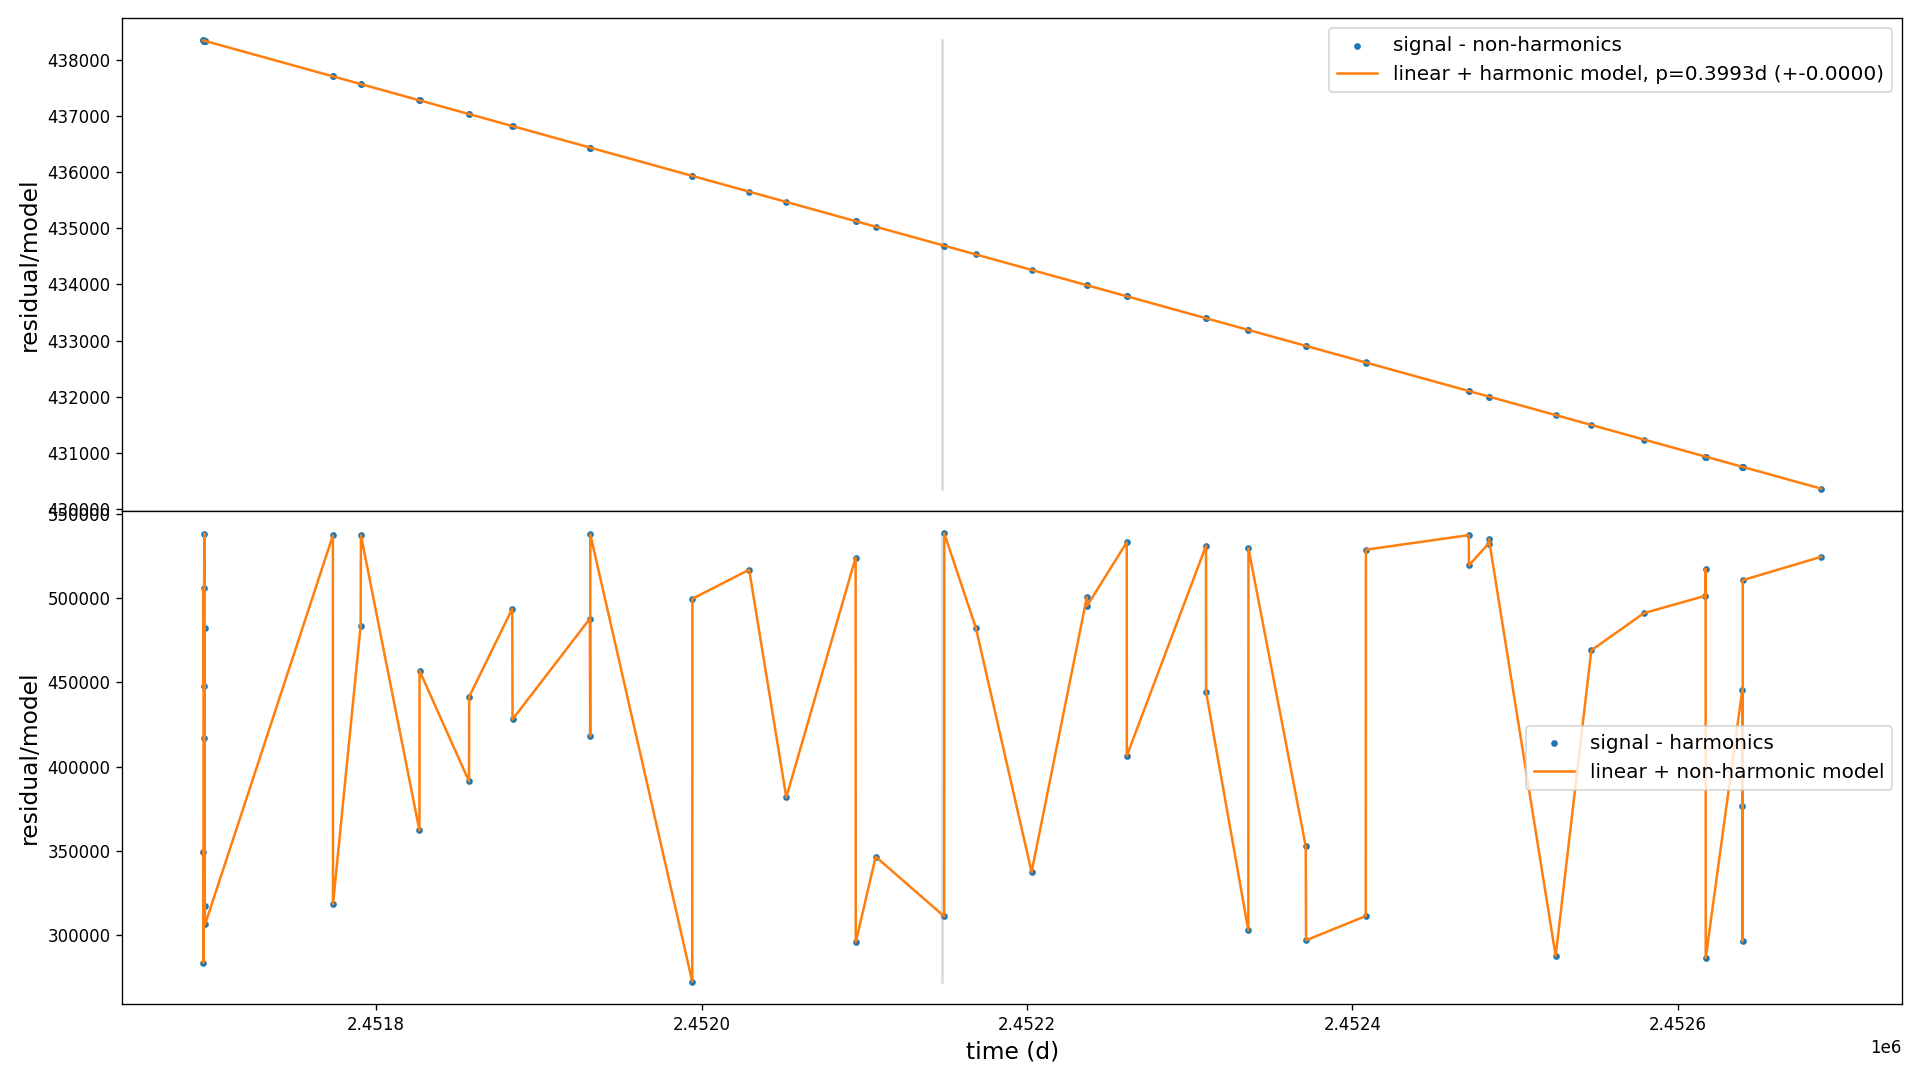 438000
437000
436000
435000
434000
433000
432000
431000
430000
residual/model
signal - non-harmonics
linear + harmonic model, p=0.3993d (+-0.0000)
550000
500000
450000
400000
350000
300000
residual/model
signal - harmonics
linear + non-harmonic model
2.4518
2.4520
2.4522
2.4524
2.4526
1e6
time (d)